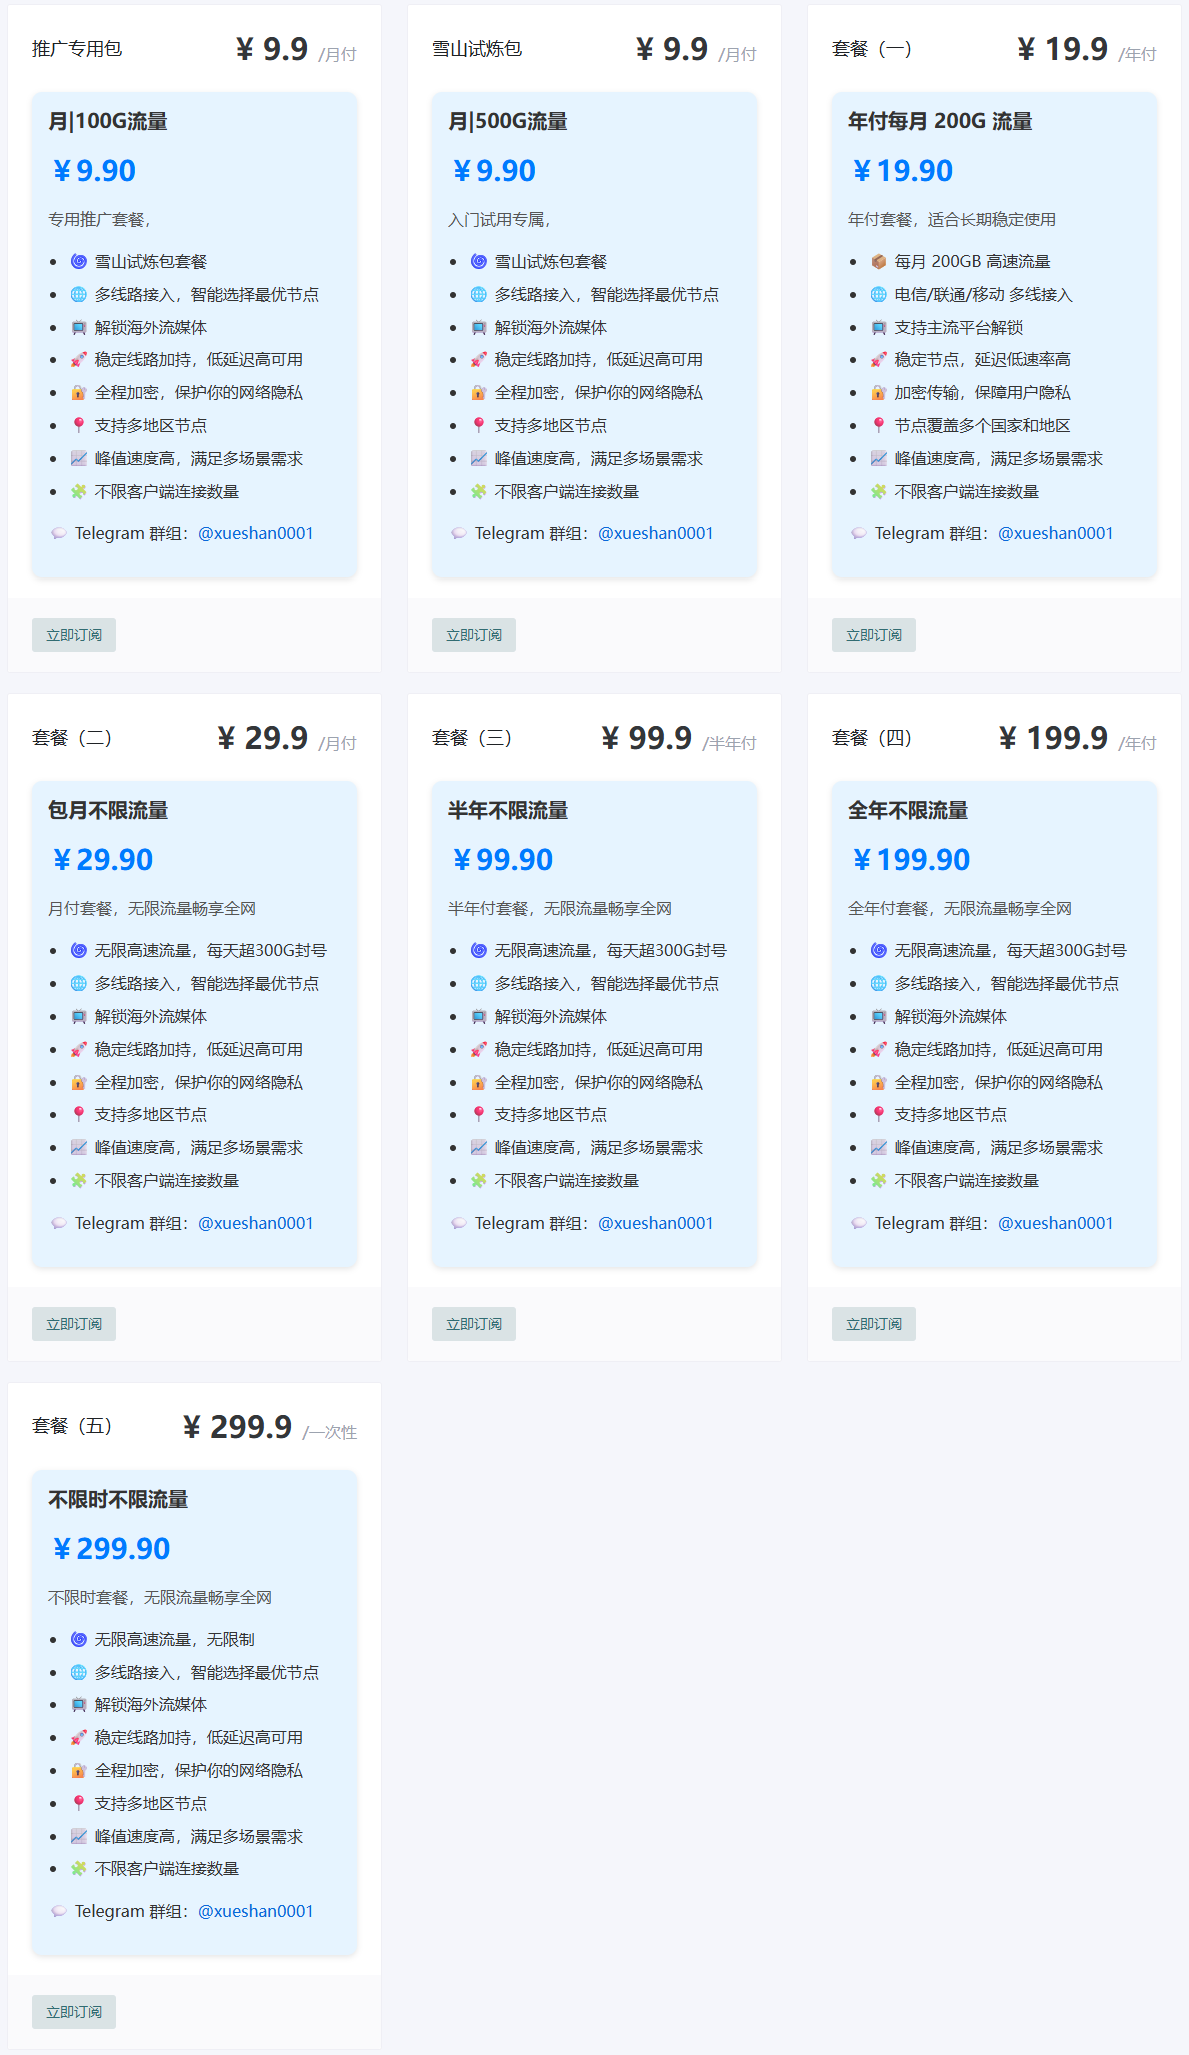 推广专用包
¥ 9.9 /月付
月|100G流量
¥9.90
专用推广套餐，
雪山试炼包套餐
多线路接入，智能选择最优节点
解锁海外流媒体
稳定线路加持，低延迟高可用
全程加密，保护你的网络隐私
支持多地区节点
峰值速度高，满足多场景需求
不限客户端连接数量
Telegram 群组：@xueshan0001
立即订阅
雪山试炼包
¥ 9.9 /月付
月|500G流量
¥9.90
入门试用专属，
雪山试炼包套餐
多线路接入，智能选择最优节点
解锁海外流媒体
稳定线路加持，低延迟高可用
全程加密，保护你的网络隐私
支持多地区节点
峰值速度高，满足多场景需求
不限客户端连接数量
Telegram 群组：@xueshan0001
立即订阅
套餐（一）
¥ 19.9 /年付
年付每月 200G 流量
¥19.90
年付套餐，适合长期稳定使用
每月 200GB 高速流量
电信/联通/移动 多线接入
支持主流平台解锁
稳定节点，延迟低速率高
加密传输，保障用户隐私
节点覆盖多个国家和地区
峰值速度高，满足多场景需求
不限客户端连接数量
Telegram 群组：@xueshan0001
立即订阅
套餐（二）
¥ 29.9 /月付
包月不限流量
¥29.90
月付套餐，无限流量畅享全网
无限高速流量，每天超300G封号
多线路接入，智能选择最优节点
解锁海外流媒体
稳定线路加持，低延迟高可用
全程加密，保护你的网络隐私
支持多地区节点
峰值速度高，满足多场景需求
不限客户端连接数量
Telegram 群组：@xueshan0001
立即订阅
套餐（三）
¥ 99.9 /半年付
半年不限流量
¥99.90
半年付套餐，无限流量畅享全网
无限高速流量，每天超300G封号
多线路接入，智能选择最优节点
解锁海外流媒体
稳定线路加持，低延迟高可用
全程加密，保护你的网络隐私
支持多地区节点
峰值速度高，满足多场景需求
不限客户端连接数量
Telegram 群组：@xueshan0001
立即订阅
套餐（四）
¥ 199.9 /年付
全年不限流量
¥199.90
全年付套餐，无限流量畅享全网
无限高速流量，每天超300G封号
多线路接入，智能选择最优节点
解锁海外流媒体
稳定线路加持，低延迟高可用
全程加密，保护你的网络隐私
支持多地区节点
峰值速度高，满足多场景需求
不限客户端连接数量
Telegram 群组：@xueshan0001
立即订阅
套餐（五）
¥ 299.9 /一次性
不限时不限流量
¥299.90
不限时套餐，无限流量畅享全网
无限高速流量，无限制
多线路接入，智能选择最优节点
解锁海外流媒体
稳定线路加持，低延迟高可用
全程加密，保护你的网络隐私
支持多地区节点
峰值速度高，满足多场景需求
不限客户端连接数量
Telegram 群组：@xueshan0001
立即订阅